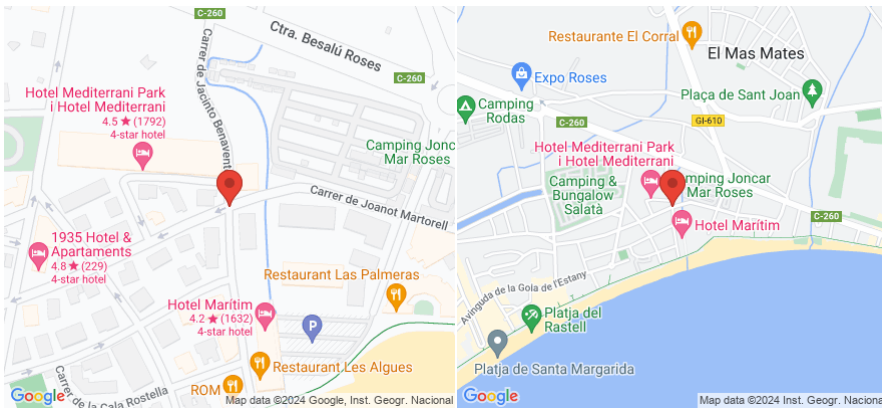 C-260
Ctra. Besalú Roses
C-260
Carrer de Jacinto Benavent
Hotel Mediterrani Park
i Hotel Mediterrani
4.5 ★ (1792)
4-star hotel
Camping Joncar
Mar Roses
Carrer de Joanot Martorell
1935 Hotel &
Apartaments
4.8 ★ (229)
4-star hotel
Restaurant Las Palmeras
Hotel Marítim
4.2 ★ (1632)
4-star hotel
P
Restaurant Les Algues
ROM
Carrer de la Cala Rostella
Google
Map data ©2024 Google, Inst. Geogr. Nacional
Restaurante El Corral
El Mas Mates
Expo Roses
Plaça de Sant Joan
Camping
Rodas
C-260
GI-610
Hotel Mediterrani Park
i Hotel Mediterrani
Camping &
Bungalow
Salatà
mping Joncar
Mar Roses
Hotel Marítim
C-260
Avinguda de la Gola de l'Estany
Platja del
Rastell
Platja de Santa Margarida
Google
Map data ©2024 Inst. Geogr. Naciona